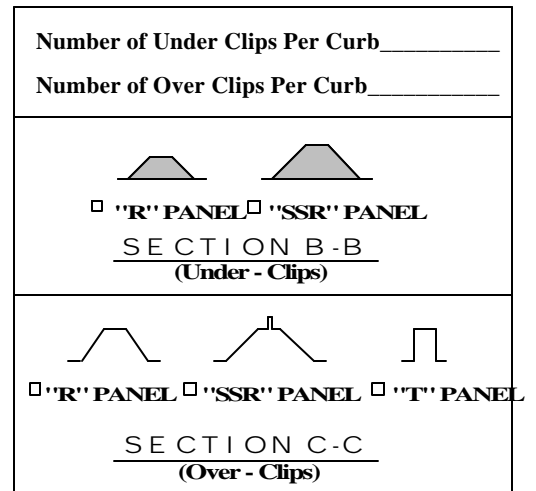 Number of Under Clips Per Curb__________
Number of Over Clips Per Curb___________
"R" PANEL "SSR" PANEL
SECTION B-B
(Under - Clips)
"R" PANEL "SSR" PANEL "T" PANEL
SECTION C-C
(Over - Clips)